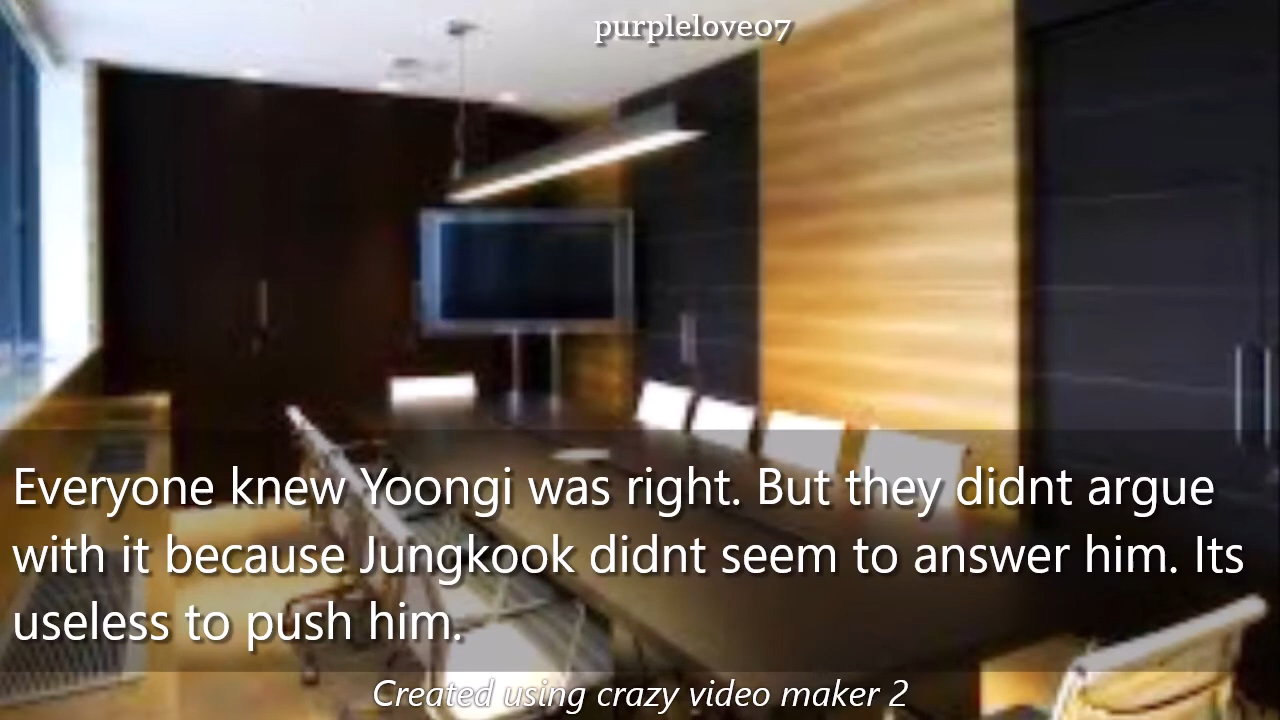 purplelove07
Everyone knew Yoongi was right. But they didnt argue
with it because Jungkook didnt seem to answer him. Its
useless to push him.
Created using crazy video maker 2